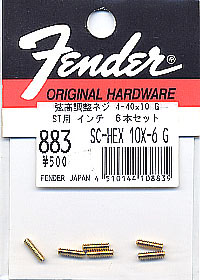 Fender
ORIGINAL HARDWARE
弦高調整ネジ 4-40x10 G
ST用 インチ 6本セット
883 SC-HEX 10X-6 G
¥500
FENDER JAPAN 4 510144 108839